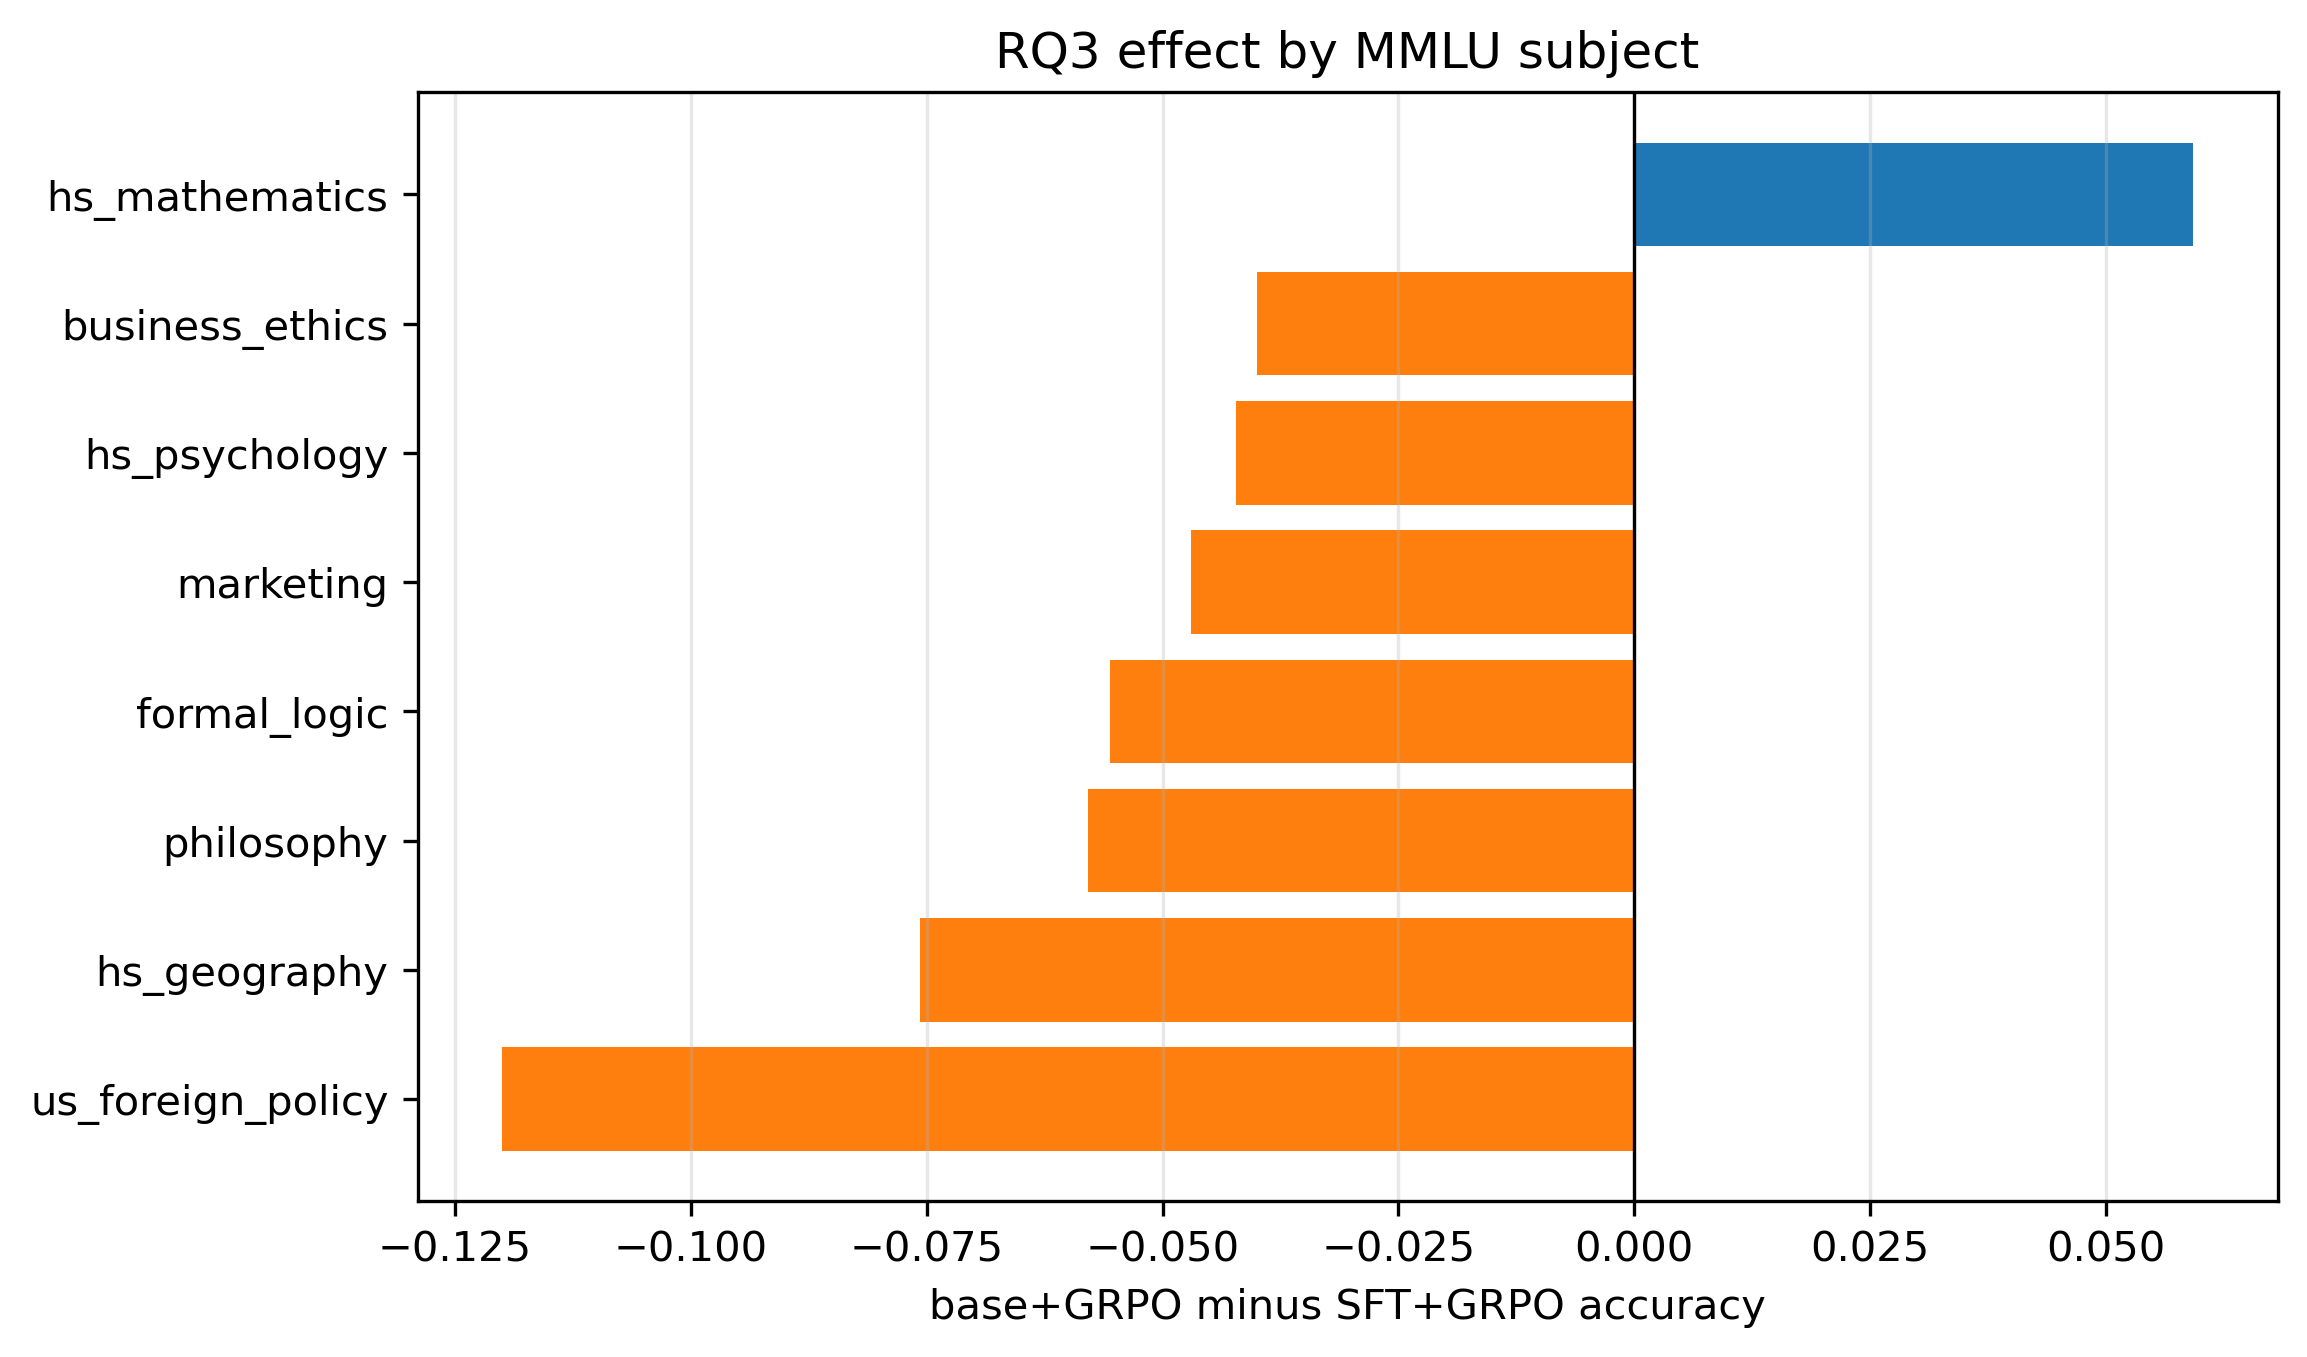 RQ3 effect by MMLU subject
hs_mathematics
business_ethics
hs_psychology
marketing
formal_logic
philosophy
hs_geography
us_foreign_policy
−0.125 −0.100 −0.075 −0.050 −0.025 0.000 0.025 0.050
base+GRPO minus SFT+GRPO accuracy